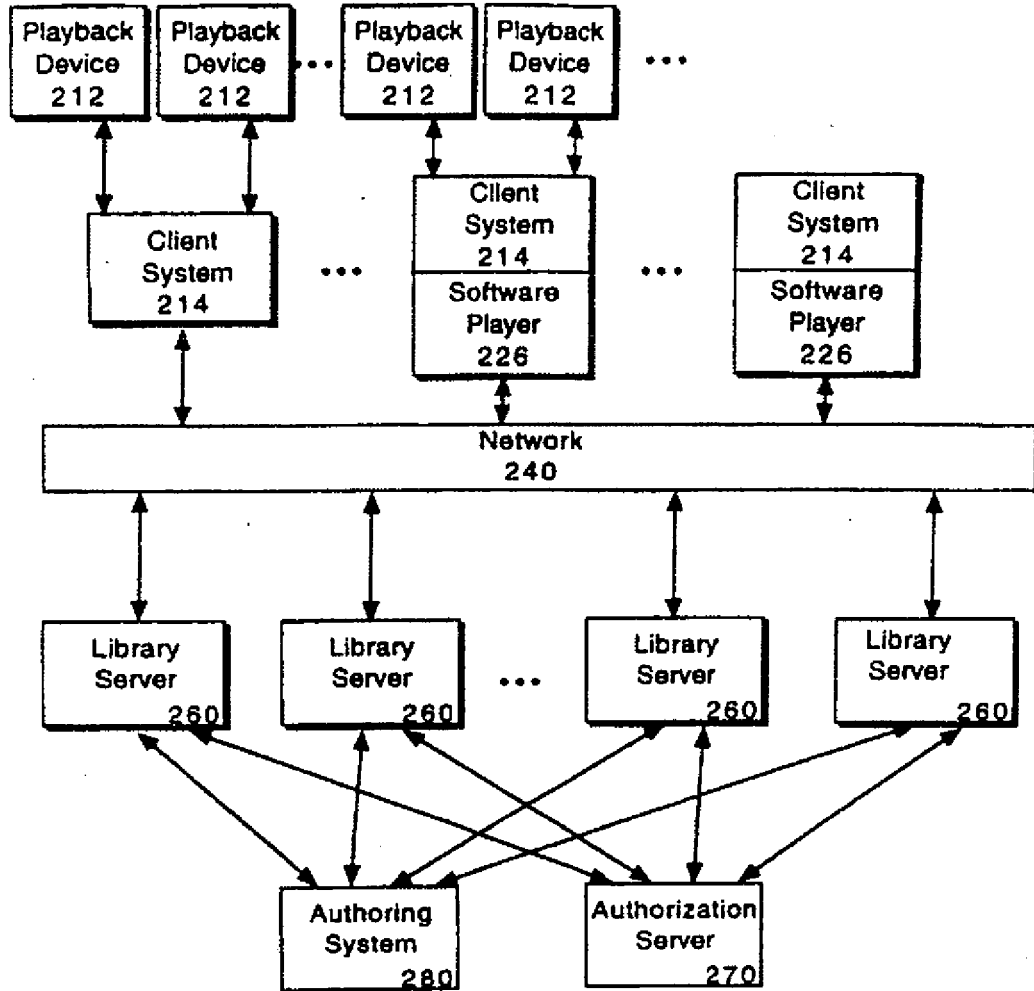 Playback
Device
212
Playback
Device
212
...
Playback
Device
212
Playback
Device
212
...
Client
System
214
...
Client
System
214
Software
Player
226
...
Client
System
214
Software
Player
226
Network
240
Library
Server
260
Library
Server
260
...
Library
Server
260
Library
Server
260
Authoring
System
280
Authorization
Server
270